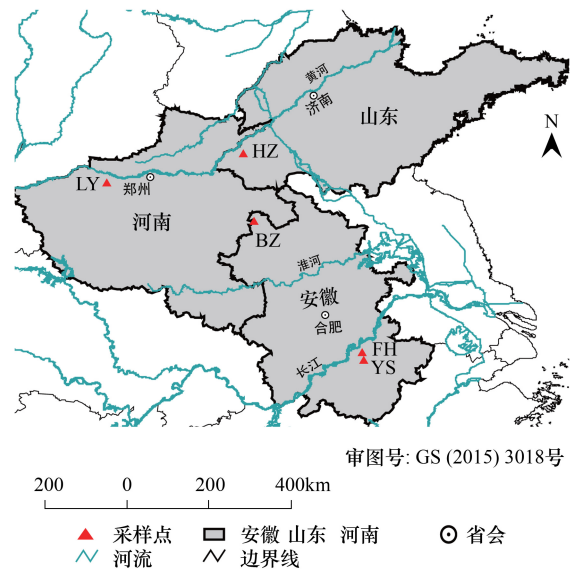 黄河
济南
山东
N
HZ
LY
郑州
河南
BZ
淮河
安徽
合肥
FH
长江
YS
审图号: GS (2015) 3018号
200 0 200 400km
采样点 安徽 山东 河南 省会
河流 边界线